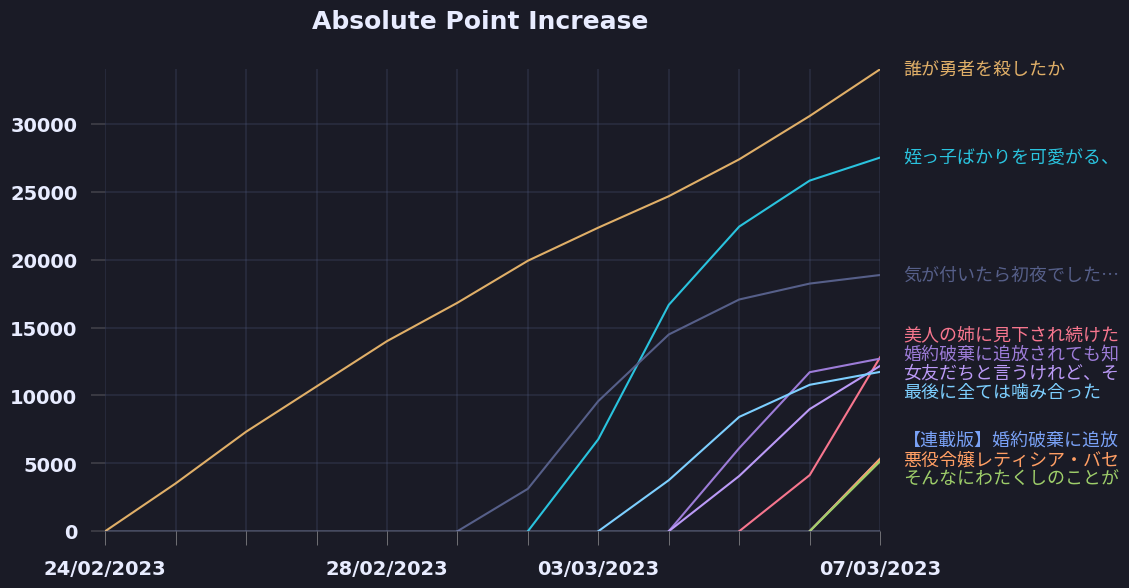 Absolute Point Increase
誰が勇者を殺したか
30000
姪っ子ばかりを可愛がる、
25000
20000
気が付いたら初夜でした…
15000
美人の姉に見下され続けた
婚約破棄に追放されても知
女友だちと言うけれど、そ
10000
最後に全ては噛み合った
【連載版】婚約破棄に追放
5000
悪役令嬢レティシア・バセ
そんなにわたくしのことが
0
24/02/2023 28/02/2023 03/03/2023 07/03/2023